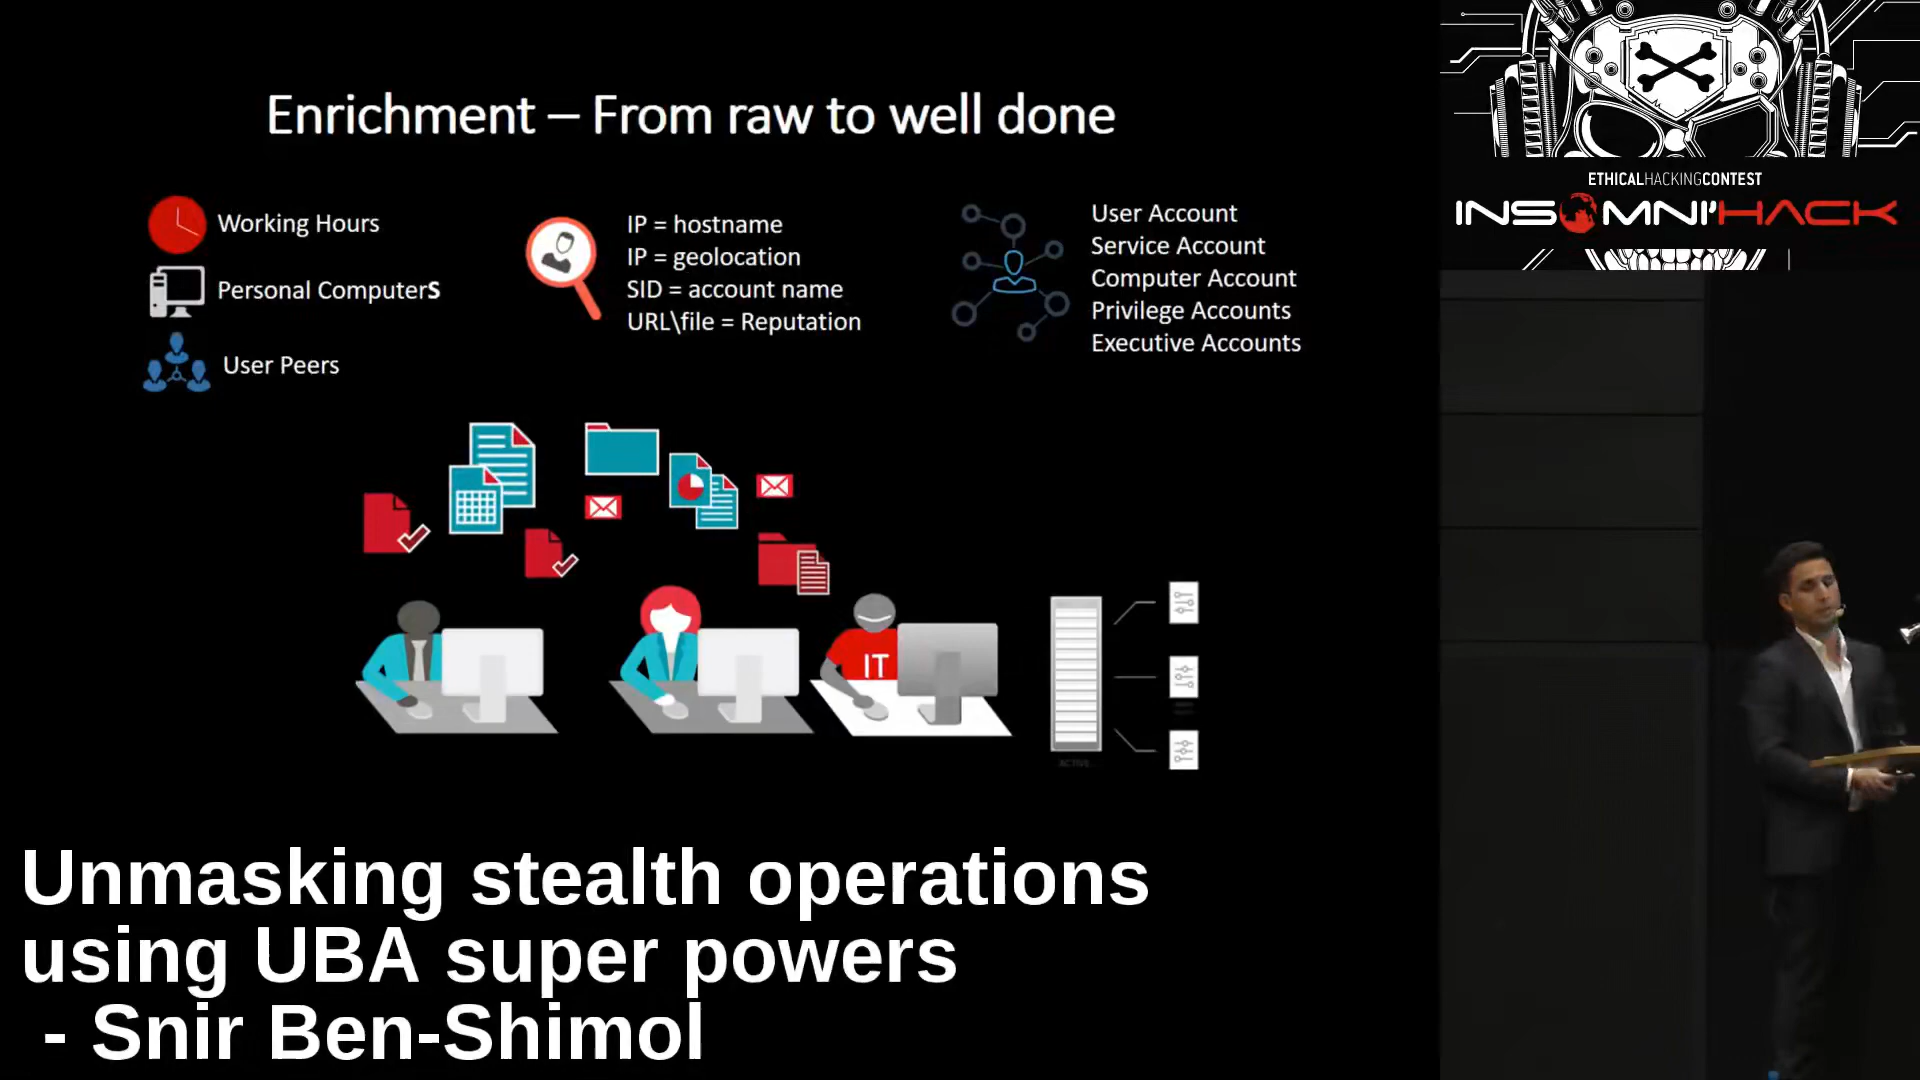 Enrichment – From raw to well done
Working Hours
Personal ComputerS
User Peers
IP = hostname
IP = geolocation
SID = account name
URL\file = Reputation
User Account
Service Account
Computer Account
Privilege Accounts
Executive Accounts
IT
ACTIVE
ETHICALHACKINGCONTEST
INSOMNI'HACK
Unmasking stealth operations
using UBA super powers
- Snir Ben-Shimol